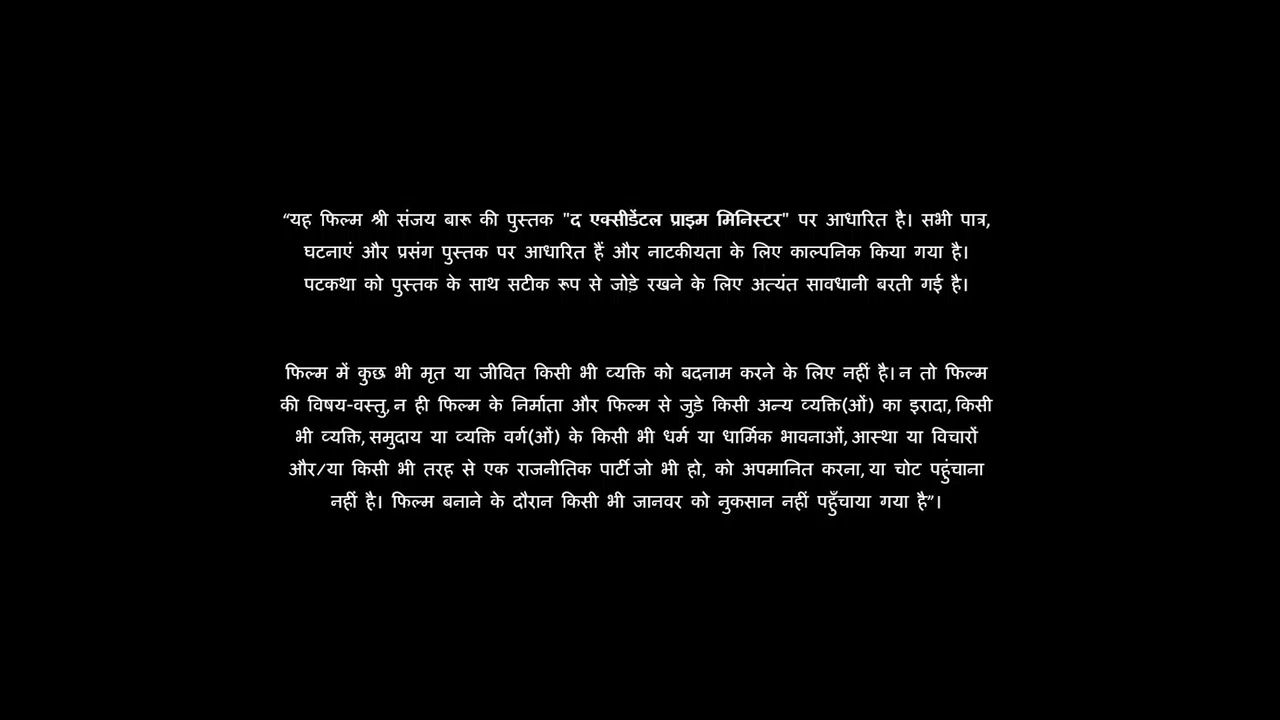 “यह फिल्म श्री संजय बारू की पुस्तक "द एक्सीडेंटल प्राइम मिनिस्टर" पर आधारित है। सभी पात्र,
घटनाएं और प्रसंग पुस्तक पर आधारित हैं और नाटकीयता के लिए काल्पनिक किया गया है।
पटकथा को पुस्तक के साथ सटीक रूप से जोड़े रखने के लिए अत्यंत सावधानी बरती गई है।
फिल्म में कुछ भी मृत या जीवित किसी भी व्यक्ति को बदनाम करने के लिए नहीं है। न तो फिल्म
की विषय-वस्तु, न ही फिल्म के निर्माता और फिल्म से जुडे किसी अन्य व्यक्ति(ओं) का इरादा, किसी
भी व्यक्ति, समुदाय या व्यक्ति वर्ग(ओं) के किसी भी धर्म या धार्मिक भावनाओं, आस्था या विचारों
और/या किसी भी तरह से एक राजनीतिक पार्टी जो भी हो, को अपमानित करना, या चोट पहुंचाना
नहीं है। फिल्म बनाने के दौरान किसी भी जानवर को नुकसान नहीं पहुँचाया गया है”।